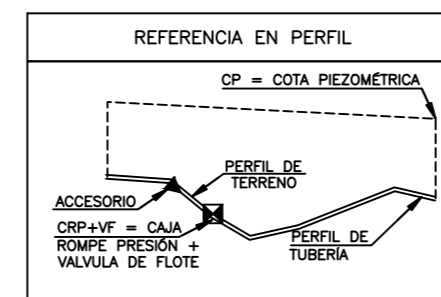 REFERENCIA EN PERFIL
CP = COTA PIEZOMÉTRICA
PERFIL DE
TERRENO
ACCESORIO
CRP+VF = CAJA
ROMPE PRESIÓN +
VALVULA DE FLOTE
PERFIL DE
TUBERÍA